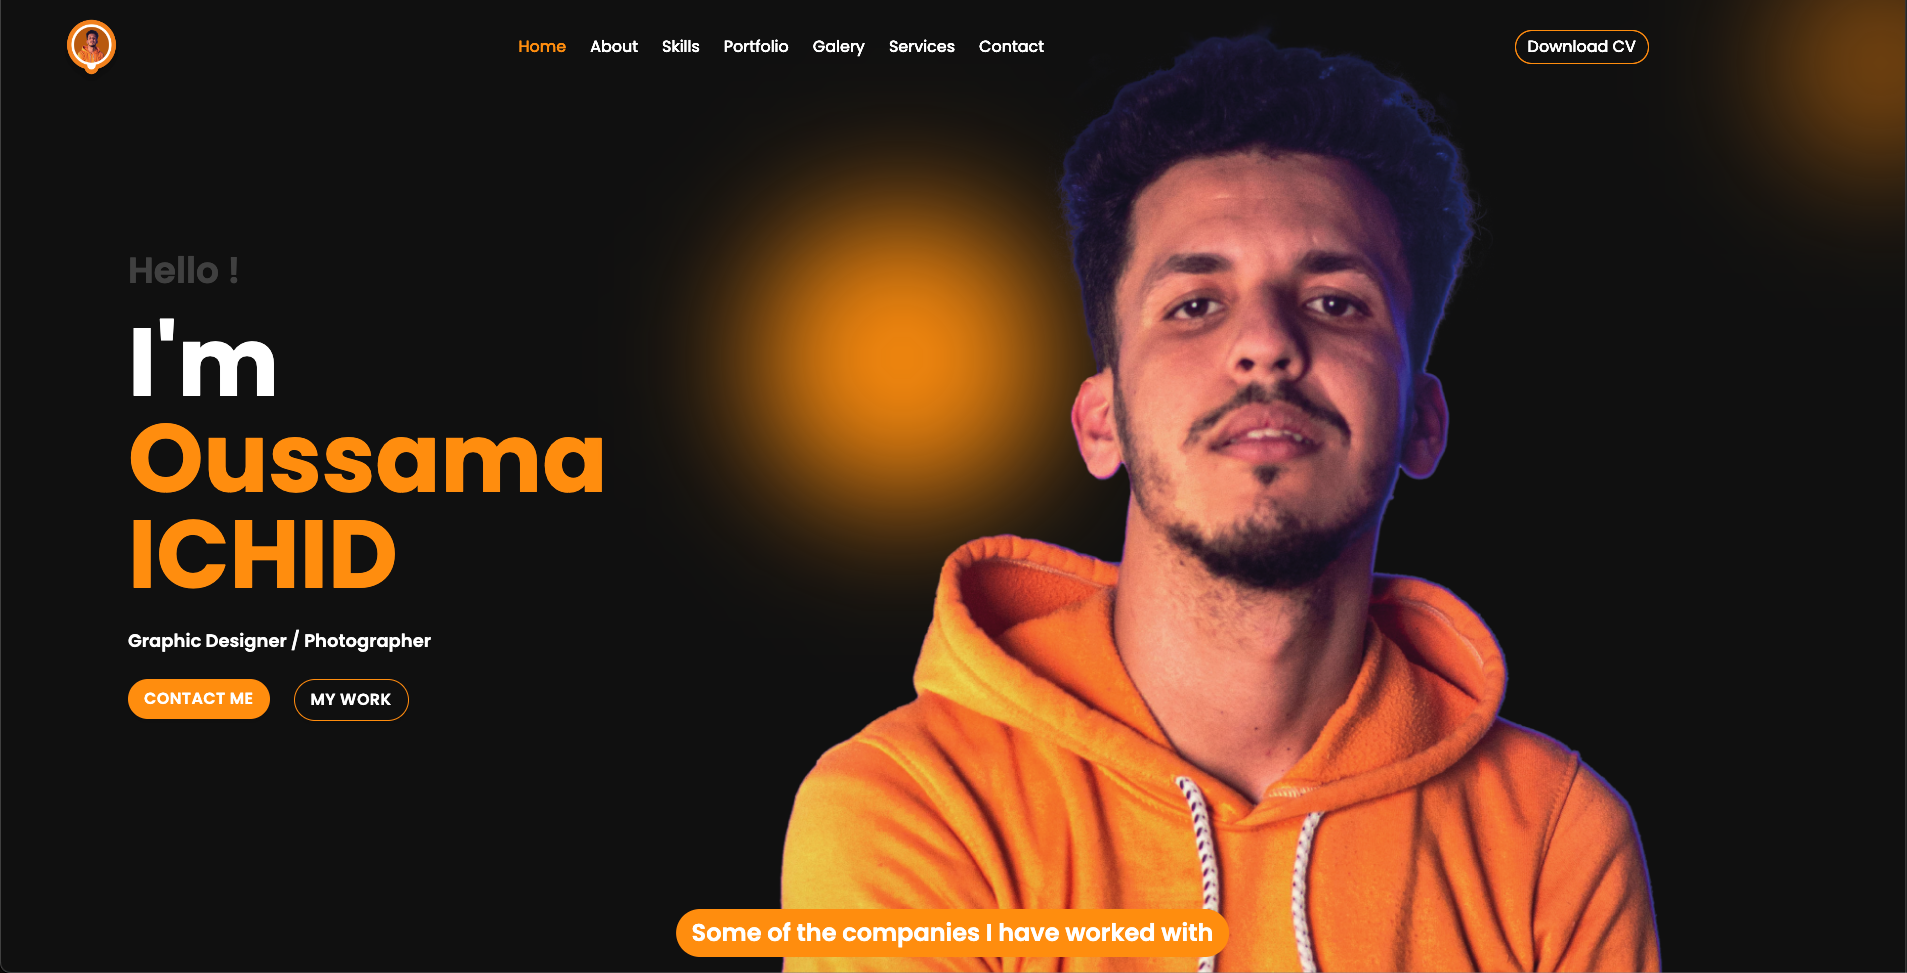 Home About Skills Portfolio Galery Services Contact Download CV
Hello !
I'm
Oussama
ICHID
Graphic Designer / Photographer
CONTACT ME MY WORK
Some of the companies I have worked with